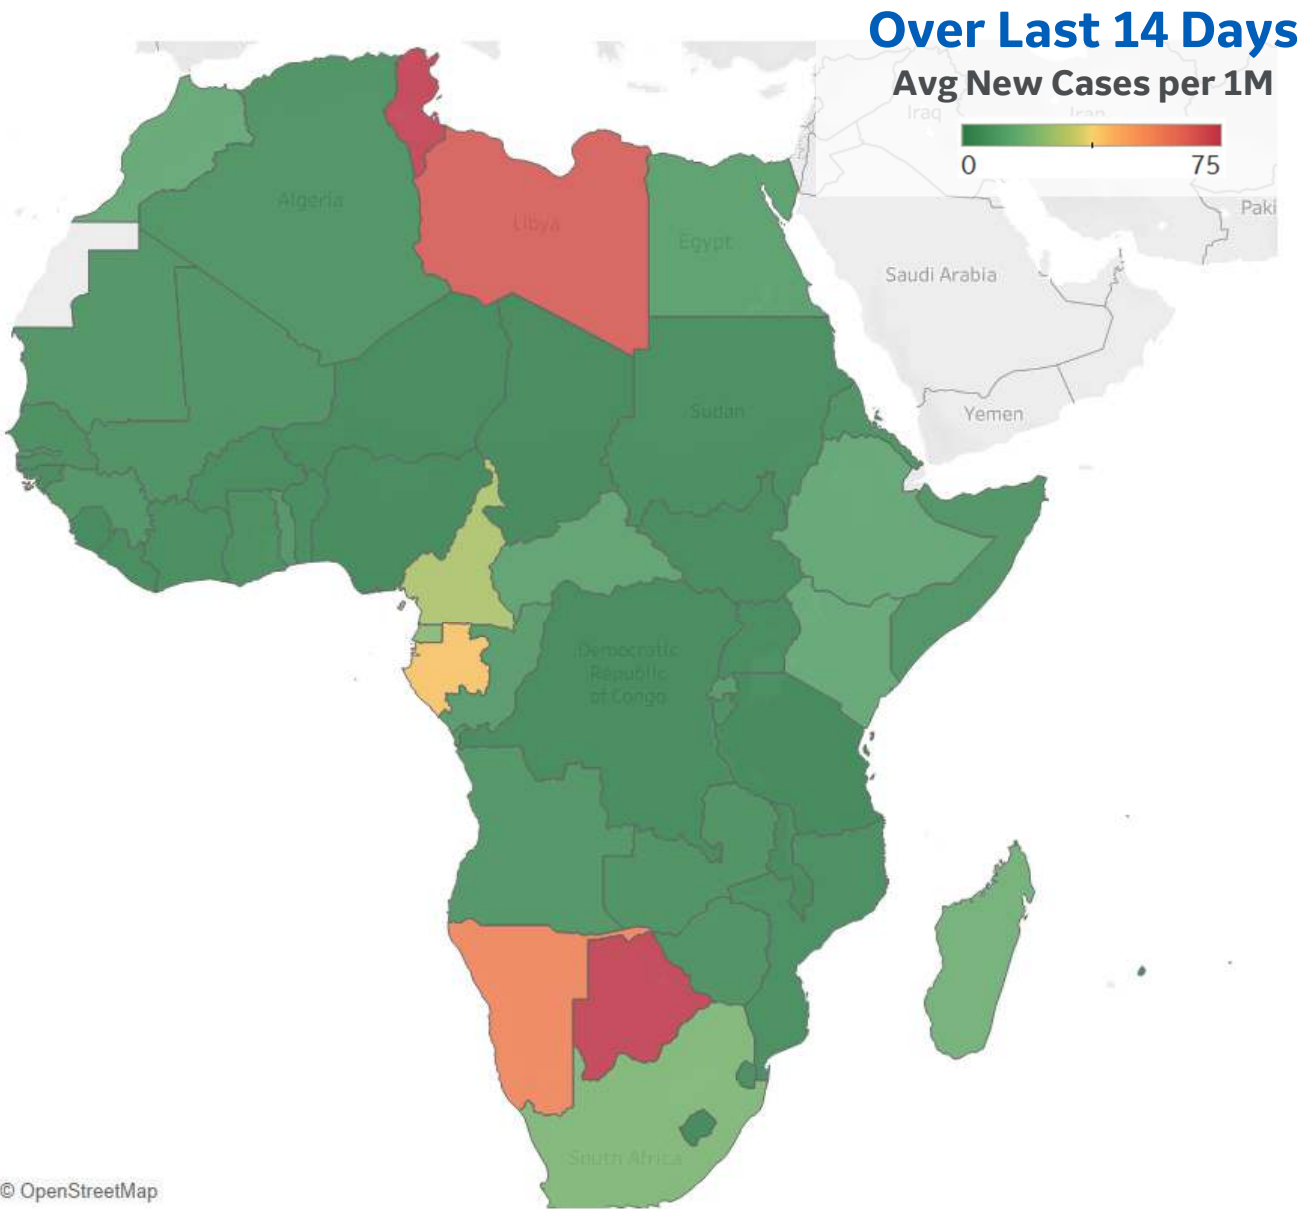 Over Last 14 Days
Avg New Cases per 1M
Iraq
Iran
0
75
Algeria
Libya
Egypt
Paki
Saudi Arabia
Sudan
Yemen
Democratic
Republic
of Congo
South Africa
© OpenStreetMap